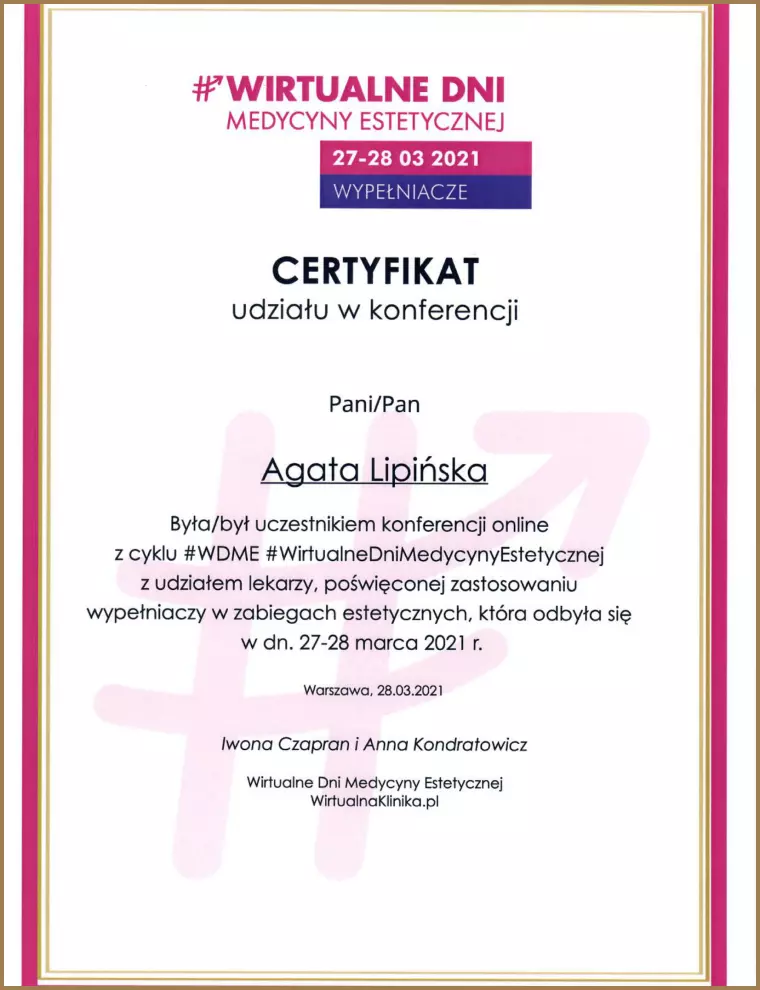 #WIRTUALNE DNI
MEDYCYNY ESTETYCZNEJ
27-28 03 2021
WYPEŁNIACZE
CERTYFIKAT
udziału w konferencji
Pani/Pan
Agata Lipińska
Była/był uczestnikiem konferencji online
z cyklu #WDME #WirtualneDniMedycynyEstetycznej
z udziałem lekarzy, poświęconej zastosowaniu
wypełniaczy w zabiegach estetycznych, która odbyła się
w dn. 27-28 marca 2021 r.
Warszawa, 28.03.2021
Iwona Czapran i Anna Kondratowicz
Wirtualne Dni Medycyny Estetycznej
WirtualnaKlinika.pl